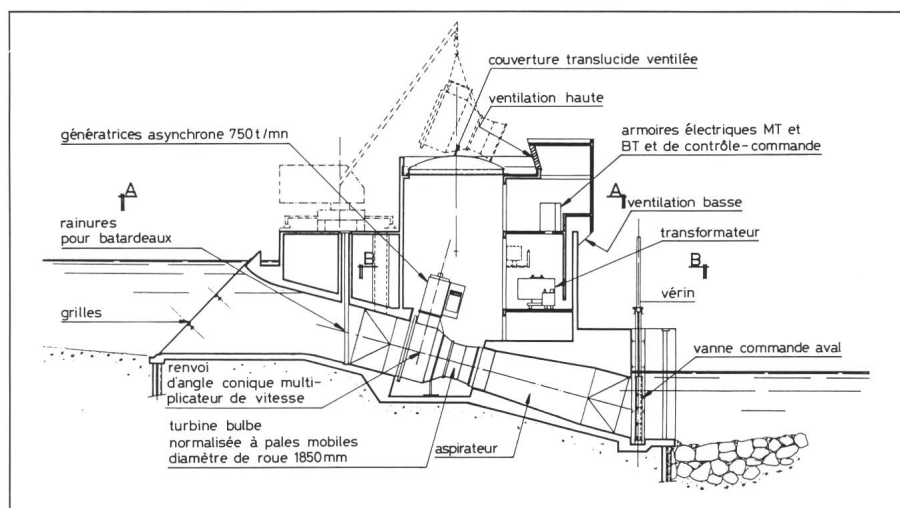 couverture translucide ventilée
ventilation haute
génératrices asynchrone 750 t/mn
armoires électriques MT et
BT et de contrôle-commande
A
A
ventilation basse
rainures
pour batardeaux
transformateur
B
B
vérin
grilles
vanne commande aval
renvoi
d'angle conique multi-
plicateur de vitesse
turbine bulbe
normalisée à pales mobiles
diamètre de roue 1850mm
aspirateur